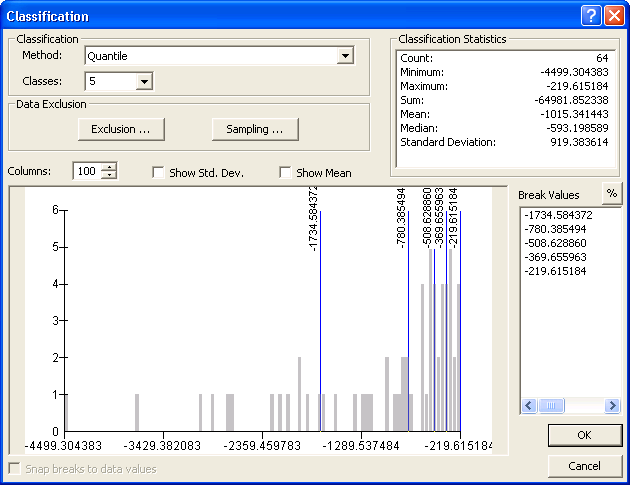 Classification
Classification
Method: Quantile
Classes: 5
Data Exclusion
Exclusion ...
Sampling ...
Classification Statistics
Count: 64
Minimum: -4499.304383
Maximum: -219.615184
Sum: -64981.852338
Mean: -1015.341443
Median: -593.198589
Standard Deviation: 919.383614
Columns: 100 Show Std. Dev. Show Mean
Break Values %
-1734.584372
-780.385494
-508.628860
-369.655963
-219.615184
-1734.584372
-780.385494
-508.628860
-369.655963
-219.615184
6
5
4
3
2
1
0
-4499.304383 -3429.382083 -2359.459783 -1289.537484 -219.615184
Snap breaks to data values
OK
Cancel